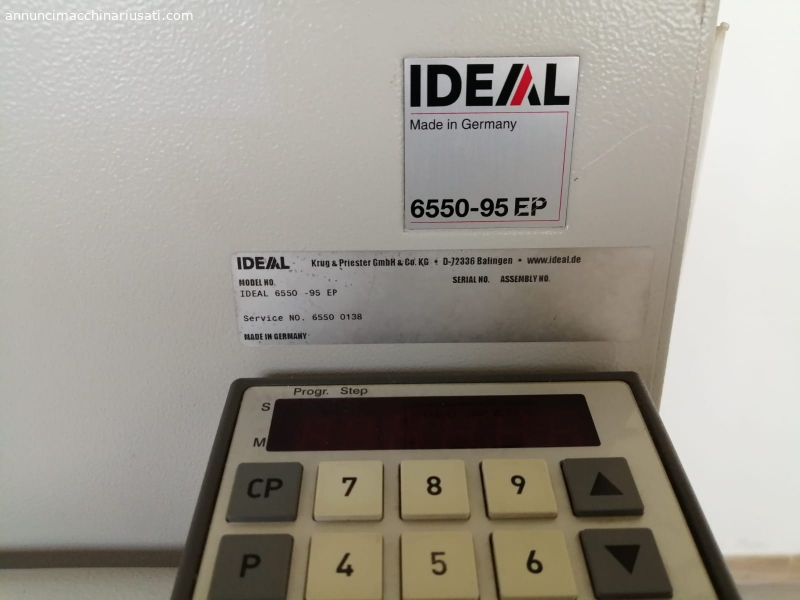 annuncimacchinariusati.com
IDEAL
Made in Germany
6550-95 EP
IDEAL Krug & Priester GmbH & Co. KG • D-72336 Balingen • www.ideal.de
MODEL NO. SERIAL NO. ASSEMBLY NO.
IDEAL 6550 -95 EP
Service NO. 6550 0138
MADE IN GERMANY
Progr. Step
S
M
CP 7 8 9 ▲
P 4 5 6 ▼